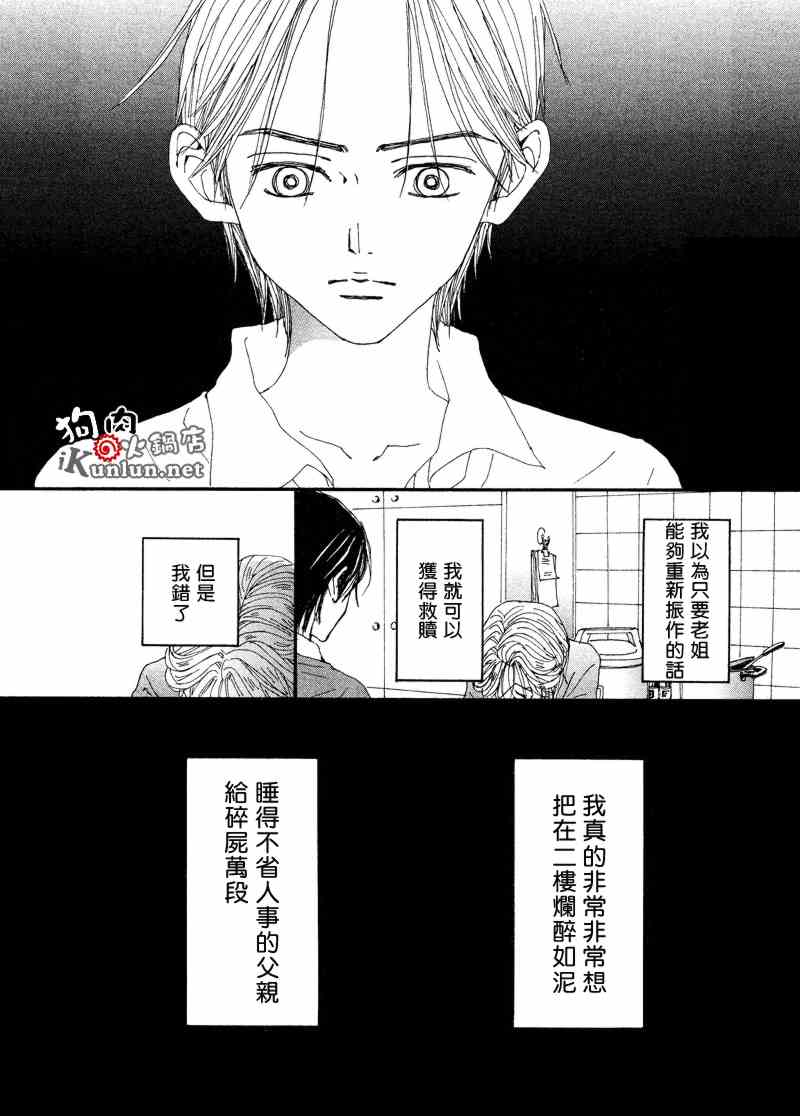 狗肉
火鍋店
iKunlun.net
我以為只要老姐
能夠重新振作的話
我就可以
獲得救贖
但是
我錯了
我真的非常非常想
把在二樓爛醉如泥
睡得不省人事的父親
給碎屍萬段